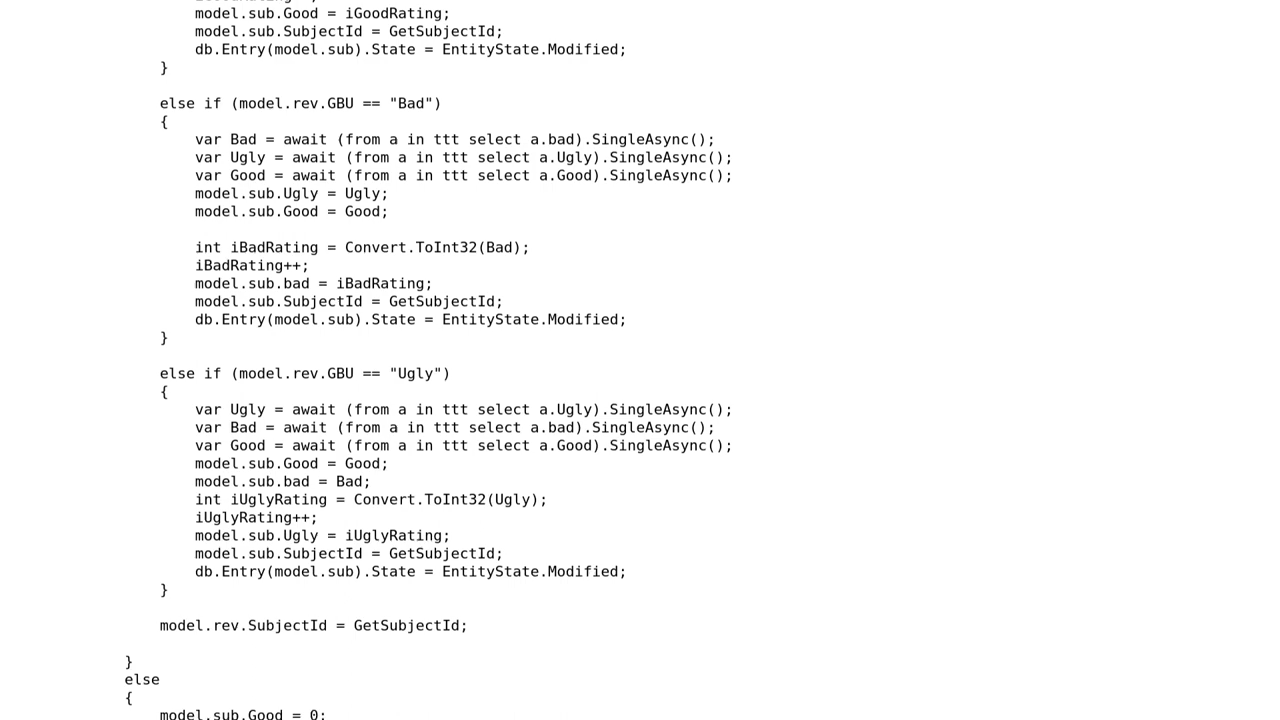 model.sub.Good = iGoodRating;
model.sub.SubjectId = GetSubjectId;
db.Entry(model.sub).State = EntityState.Modified;
}
else if (model.rev.GBU == "Bad")
{
var Bad = await (from a in ttt select a.bad).SingleAsync();
var Ugly = await (from a in ttt select a.Ugly).SingleAsync();
var Good = await (from a in ttt select a.Good).SingleAsync();
model.sub.Ugly = Ugly;
model.sub.Good = Good;
int iBadRating = Convert.ToInt32(Bad);
iBadRating++;
model.sub.bad = iBadRating;
model.sub.SubjectId = GetSubjectId;
db.Entry(model.sub).State = EntityState.Modified;
}
else if (model.rev.GBU == "Ugly")
{
var Ugly = await (from a in ttt select a.Ugly).SingleAsync();
var Bad = await (from a in ttt select a.bad).SingleAsync();
var Good = await (from a in ttt select a.Good).SingleAsync();
model.sub.Good = Good;
model.sub.bad = Bad;
int iUglyRating = Convert.ToInt32(Ugly);
iUglyRating++;
model.sub.Ugly = iUglyRating;
model.sub.SubjectId = GetSubjectId;
db.Entry(model.sub).State = EntityState.Modified;
}
model.rev.SubjectId = GetSubjectId;
}
else
{
model.sub.Good = 0;